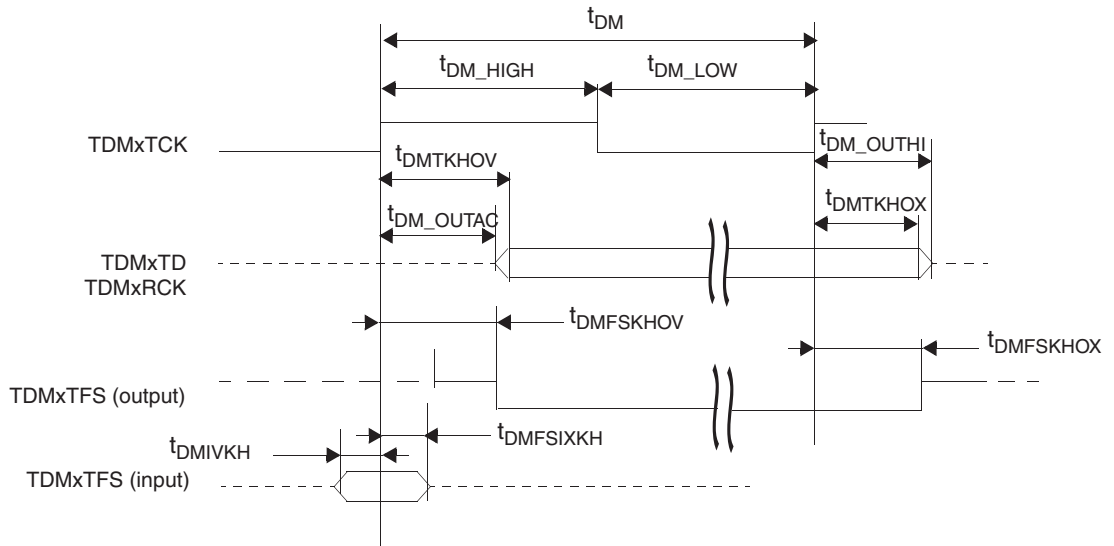 tDM
tDM_HIGH
tDM_LOW
TDMxTCK
tDM_OUTHI
tDMTKHOV
tDMTKHOX
tDM_OUTAC
TDMxTD
TDMxRCK
tDMFSKHOV
tDMFSKHOX
TDMxTFS (output)
tDMIVKH
tDMFSIXKH
TDMxTFS (input)